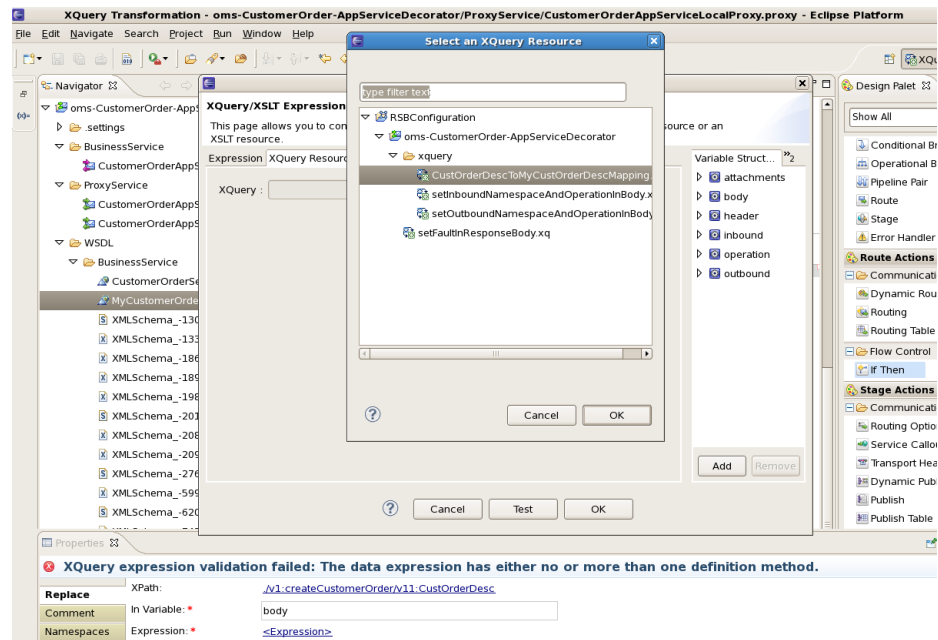 XQuery Transformation - oms-CustomerOrder-AppServiceDecorator/ProxyService/CustomerOrderAppServiceLocalProxy.proxy - Eclipse Platform
File Edit Navigate Search Project Run Window Help
Select an XQuery Resource
type filter text
RSBConfiguration
oms-CustomerOrder-AppServiceDecorator
xquery
CustOrderDescToMyCustOrderDescMapping.
setInboundNamespaceAndOperationInBody.x
setOutboundNamespaceAndOperationInBody
setFaultInResponseBody.xq
Cancel
OK
Navigator
oms-CustomerOrder-AppS
.settings
BusinessService
CustomerOrderAppS
ProxyService
CustomerOrderAppS
CustomerOrderAppS
WSDL
BusinessService
CustomerOrderSe
MyCustomerOrde
XMLSchema_-130
XMLSchema_-133
XMLSchema_-186
XMLSchema_-189
XMLSchema_-198
XMLSchema_-201
XMLSchema_-208
XMLSchema_-209
XMLSchema_-276
XMLSchema_-599
XMLSchema_-620
XQuery/XSLT Expression
This page allows you to con
source or an
XSLT resource.
Expression XQuery Resourc
XQuery :
Variable Struct... »2
attachments
body
header
inbound
operation
outbound
Add Remove
Cancel Test OK
XQu
Design Palet
Show All
Conditional Br
Operational B
Pipeline Pair
Route
Stage
Error Handler
Route Actions
Communicati
Dynamic Rou
Routing
Routing Table
Flow Control
If Then
Stage Actions
Communicati
Routing Optio
Service Callou
Transport Hea
Dynamic Publ
Publish
Publish Table
Properties
XQuery expression validation failed: The data expression has either no or more than one definition method.
Replace
Comment
Namespaces
XPath: ./v1:createCustomerOrder/v11:CustOrderDesc
In Variable: * body
Expression: * <Expression>